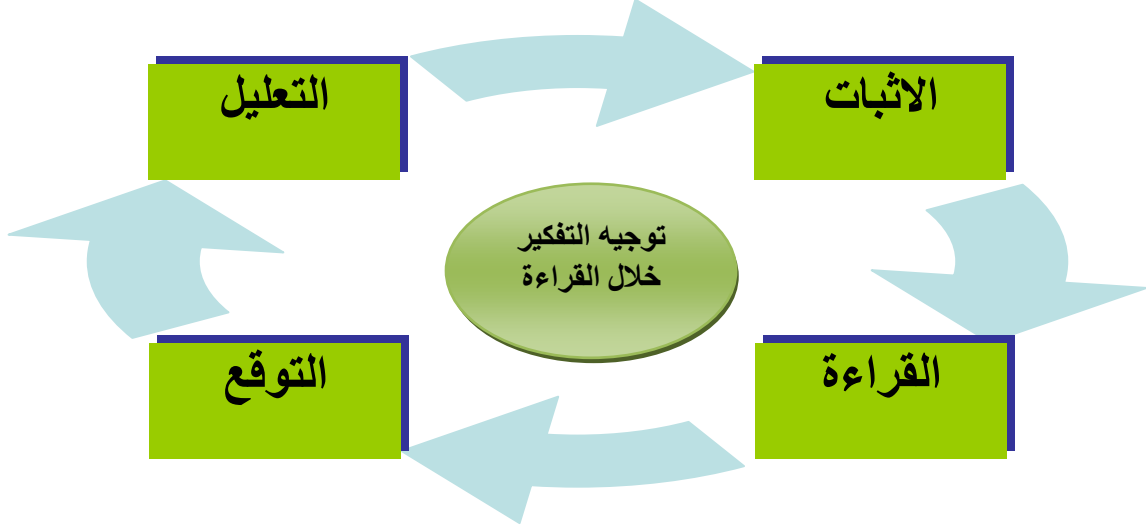 الاثبات
التعليل
توجيه التفكير
خلال القراءة
القراءة
التوقع